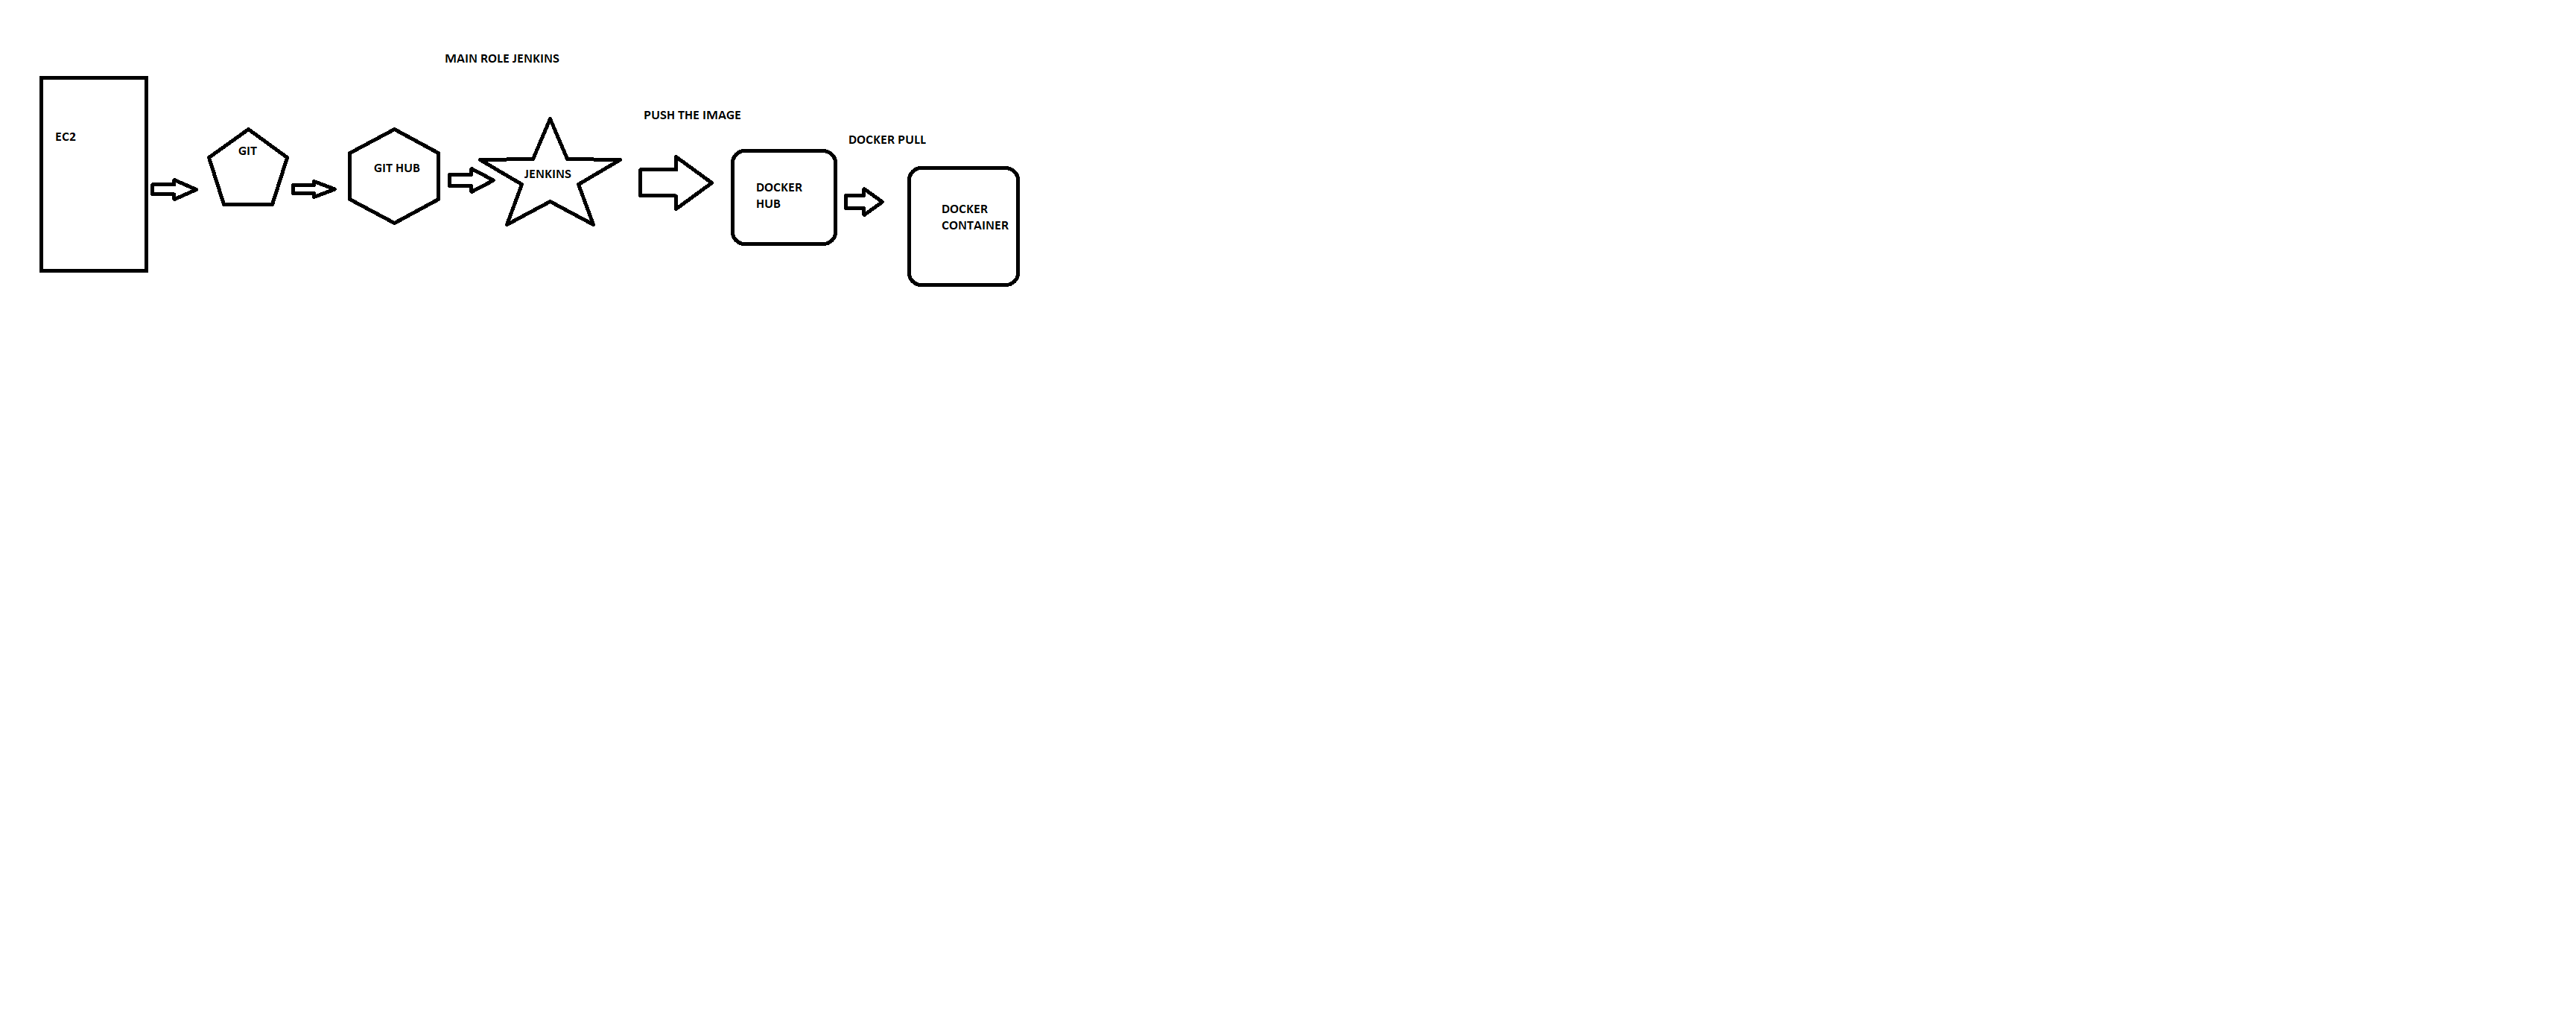 MAIN ROLE JENKINS
EC2
GIT
GIT HUB
JENKINS
PUSH THE IMAGE
DOCKER
HUB
DOCKER PULL
DOCKER
CONTAINER